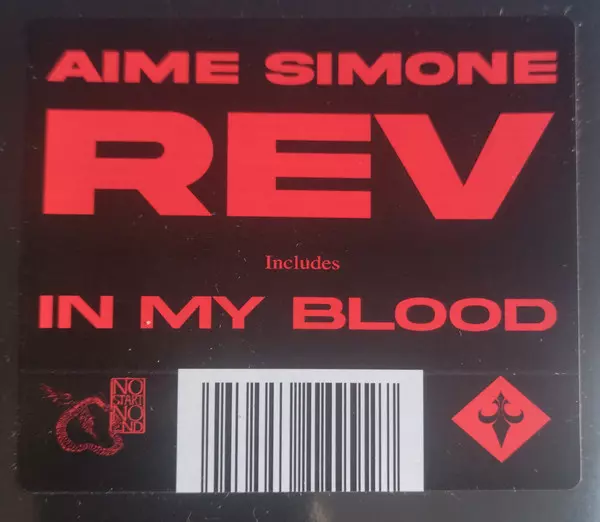 AIME SIMONE
REV
Includes
IN MY BLOOD
NO
START
NO
END